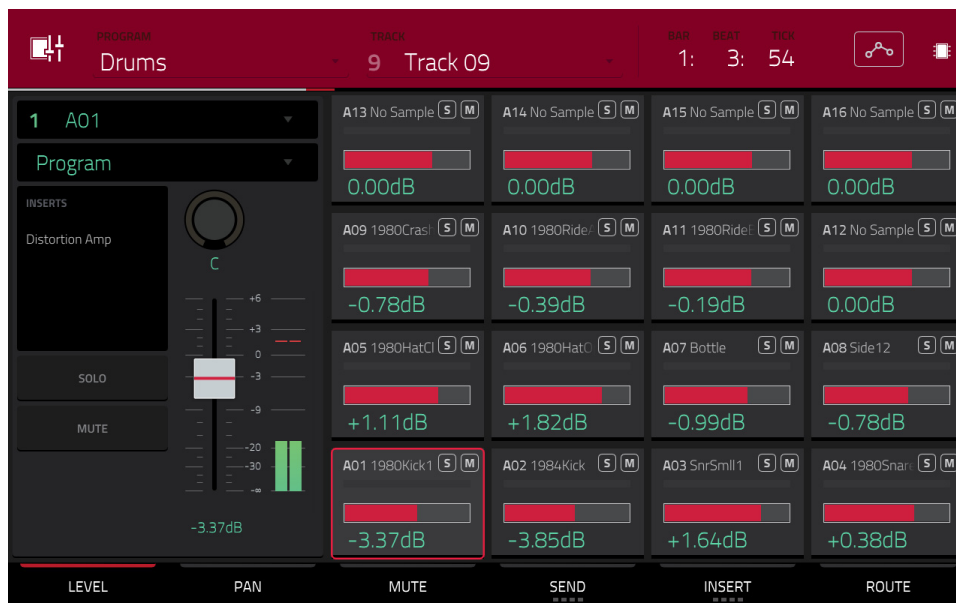 PROGRAM
Drums
TRACK
9 Track 09
BAR BEAT TICK
1: 3: 54
1 A01
Program
INSERTS
Distortion Amp
C
+6
+3
0
-3
-9
-20
-30
-∞
-3.37dB
SOLO
MUTE
A13 No Sample S M
0.00dB
A14 No Sample S M
0.00dB
A15 No Sample S M
0.00dB
A16 No Sample S M
0.00dB
A09 1980Crash S M
-0.78dB
A10 1980Ride S M
-0.39dB
A11 1980Ride S M
-0.19dB
A12 No Sample S M
0.00dB
A05 1980HatCl S M
+1.11dB
A06 1980HatO S M
+1.82dB
A07 Bottle S M
-0.99dB
A08 Side12 S M
-0.78dB
A01 1980Kick1 S M
-3.37dB
A02 1984Kick S M
-3.85dB
A03 SnrSmll1 S M
+1.64dB
A04 1980Snare S M
+0.38dB
LEVEL PAN MUTE SEND INSERT ROUTE